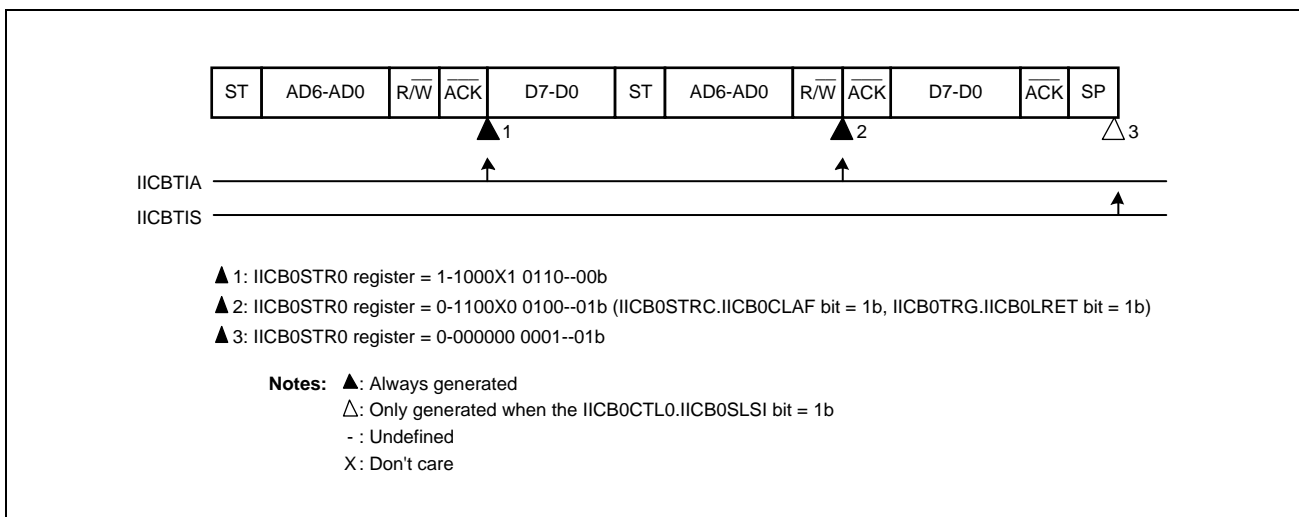 ST AD6-AD0 R/W̅ A̅C̅K̅ D7-D0 ST AD6-AD0 R/W̅ A̅C̅K̅ D7-D0 A̅C̅K̅ SP
▲1 ▲2 △3
IICBTIA
IICBTIS
▲1: IICB0STR0 register = 1-1000X1 0110--00b
▲2: IICB0STR0 register = 0-1100X0 0100--01b (IICB0STRC.IICB0CLAF bit = 1b, IICB0TRG.IICB0LRET bit = 1b)
▲3: IICB0STR0 register = 0-000000 0001--01b
Notes: ▲: Always generated
△: Only generated when the IICB0CTL0.IICB0SLSI bit = 1b
- : Undefined
X : Don't care